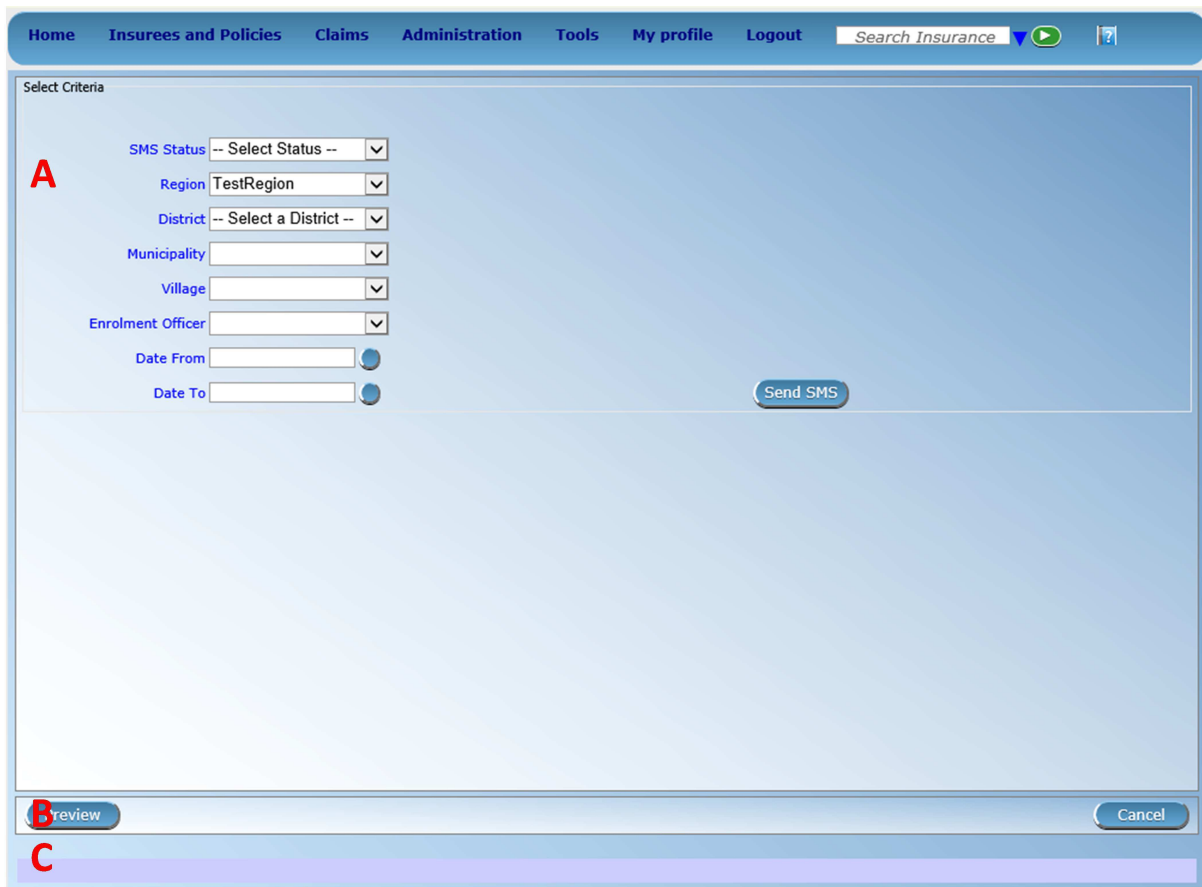 Home Insurees and Policies Claims Administration Tools My profile Logout Search Insurance ?
Select Criteria
A
SMS Status -- Select Status --
Region TestRegion
District -- Select a District --
Municipality
Village
Enrolment Officer
Date From
Date To Send SMS
B
Preview Cancel
C